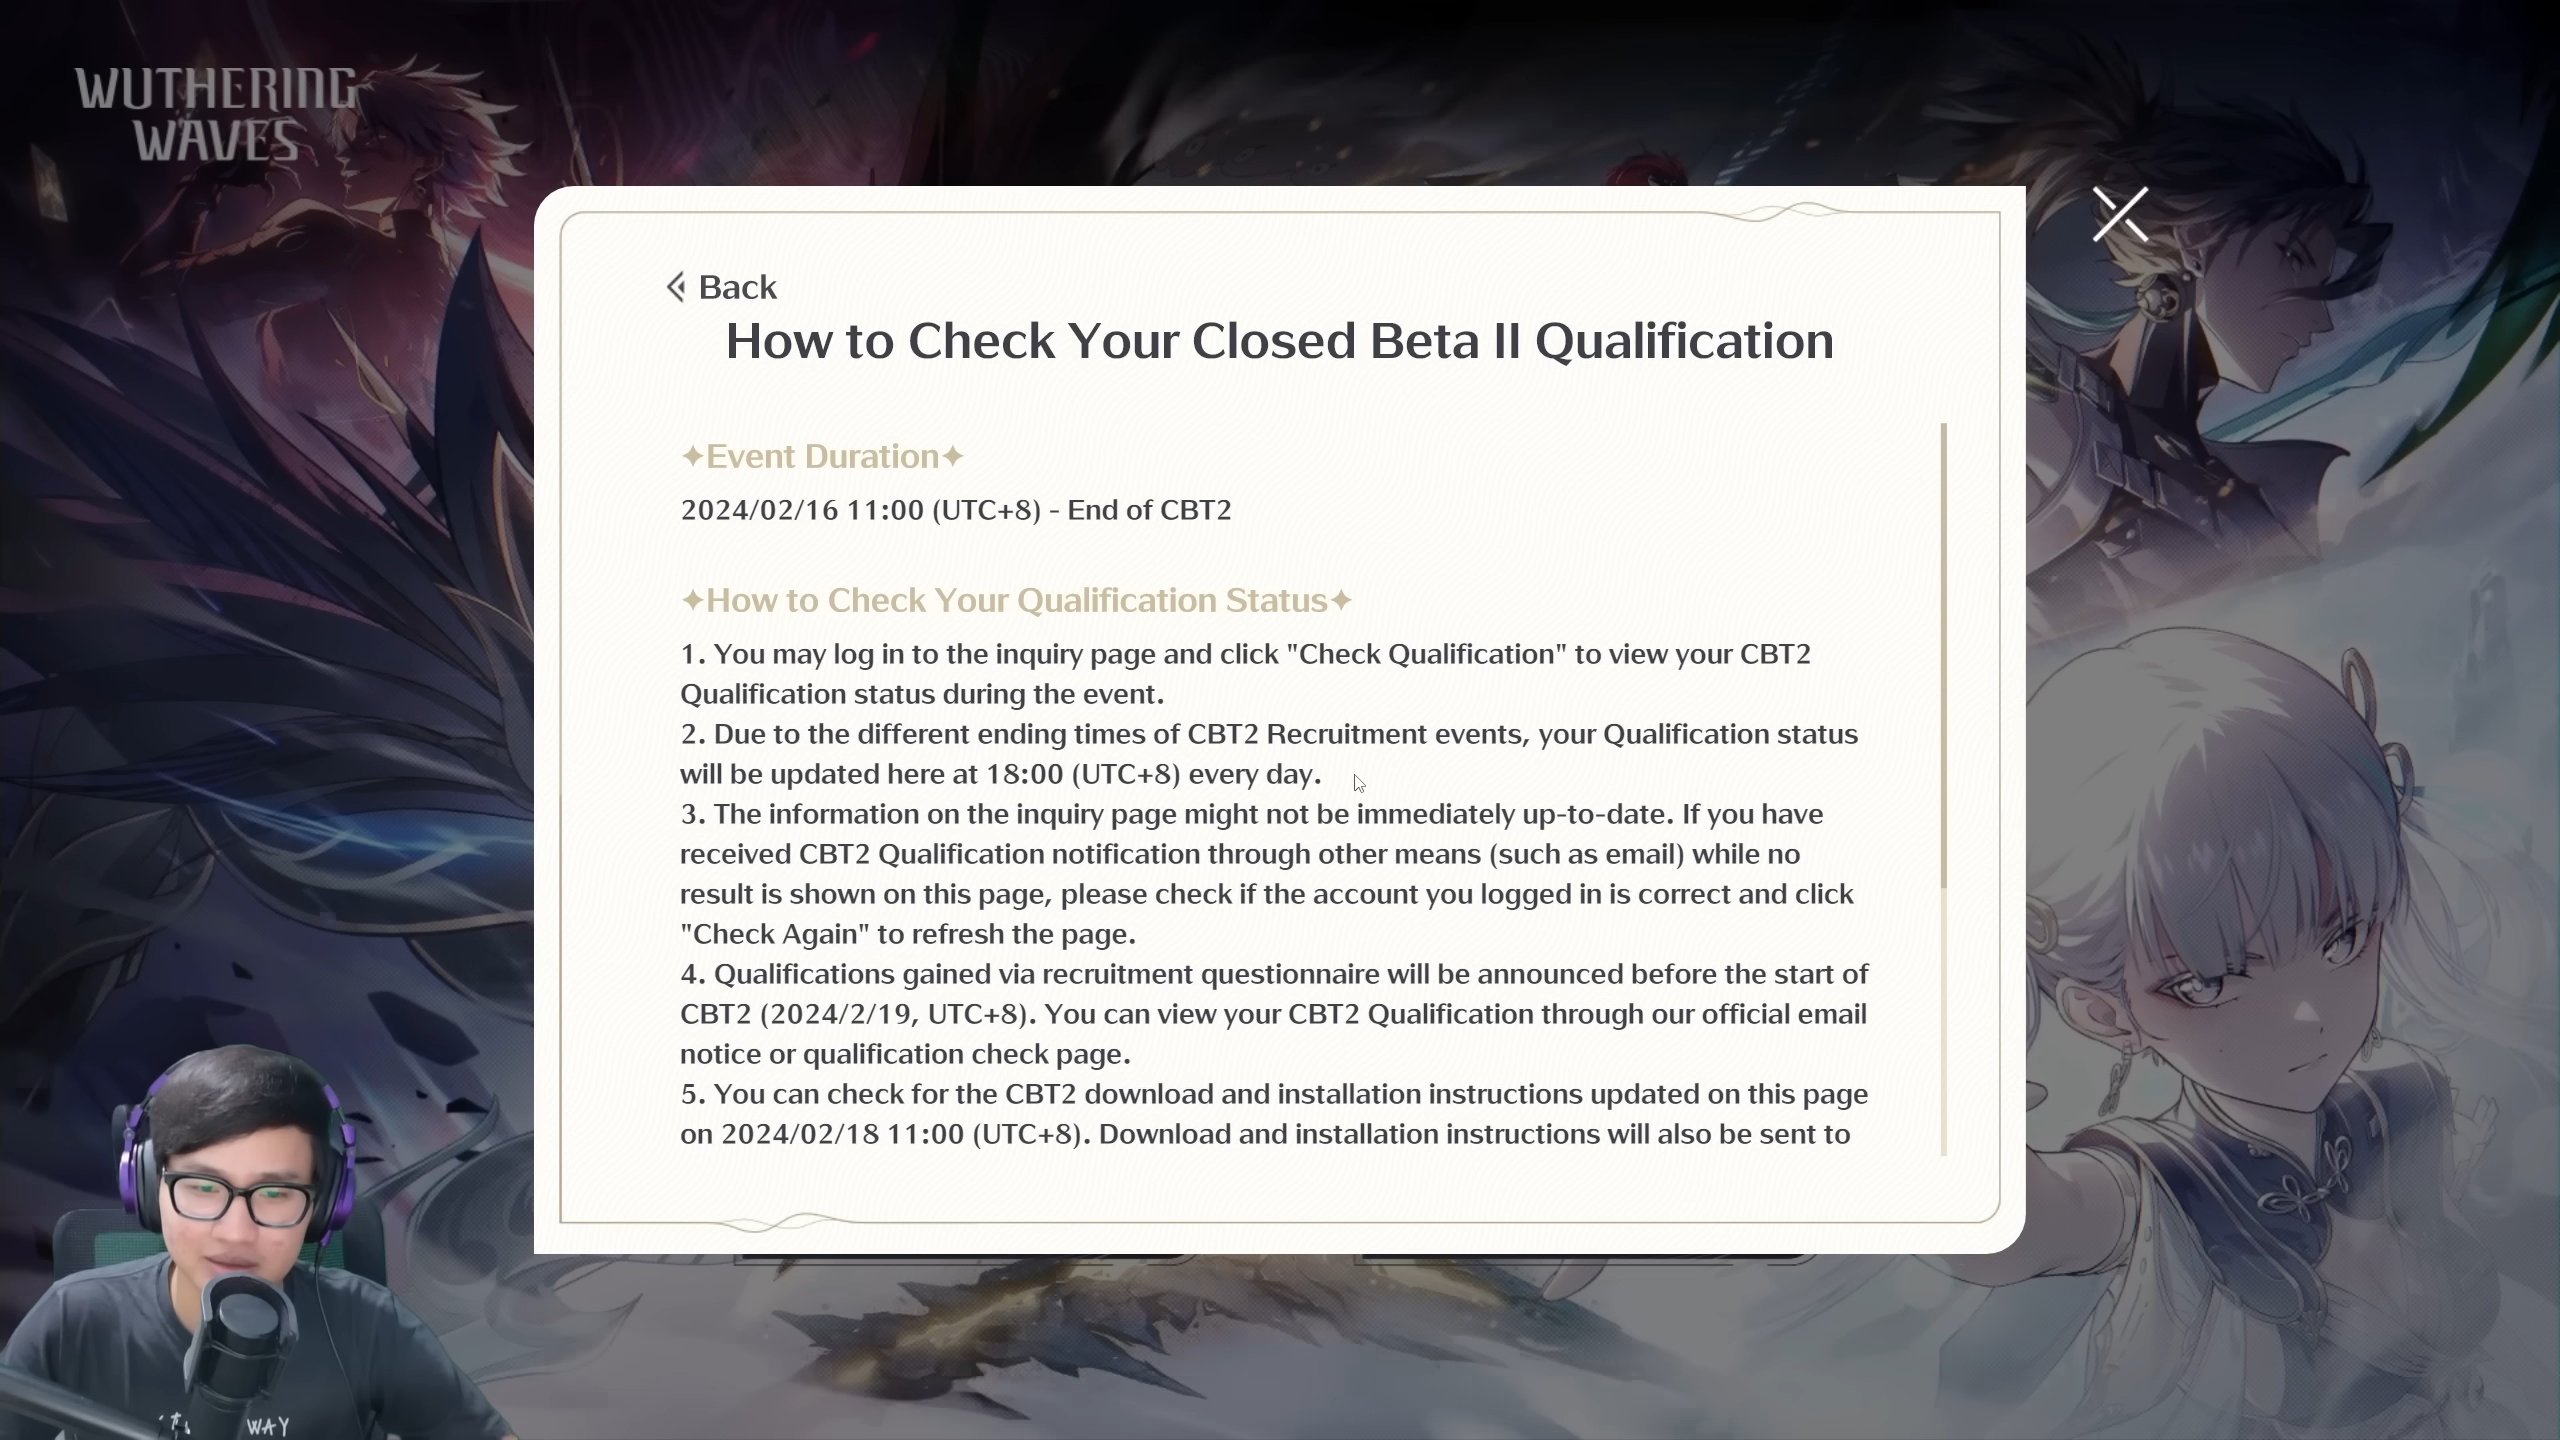 WUTHERING
WAVES
Back
How to Check Your Closed Beta II Qualification
✦Event Duration✦
2024/02/16 11:00 (UTC+8) - End of CBT2
✦How to Check Your Qualification Status✦
1. You may log in to the inquiry page and click "Check Qualification" to view your CBT2
Qualification status during the event.
2. Due to the different ending times of CBT2 Recruitment events, your Qualification status
will be updated here at 18:00 (UTC+8) every day.
3. The information on the inquiry page might not be immediately up-to-date. If you have
received CBT2 Qualification notification through other means (such as email) while no
result is shown on this page, please check if the account you logged in is correct and click
"Check Again" to refresh the page.
4. Qualifications gained via recruitment questionnaire will be announced before the start of
CBT2 (2024/2/19, UTC+8). You can view your CBT2 Qualification through our official email
notice or qualification check page.
5. You can check for the CBT2 download and installation instructions updated on this page
on 2024/02/18 11:00 (UTC+8). Download and installation instructions will also be sent to
WAY